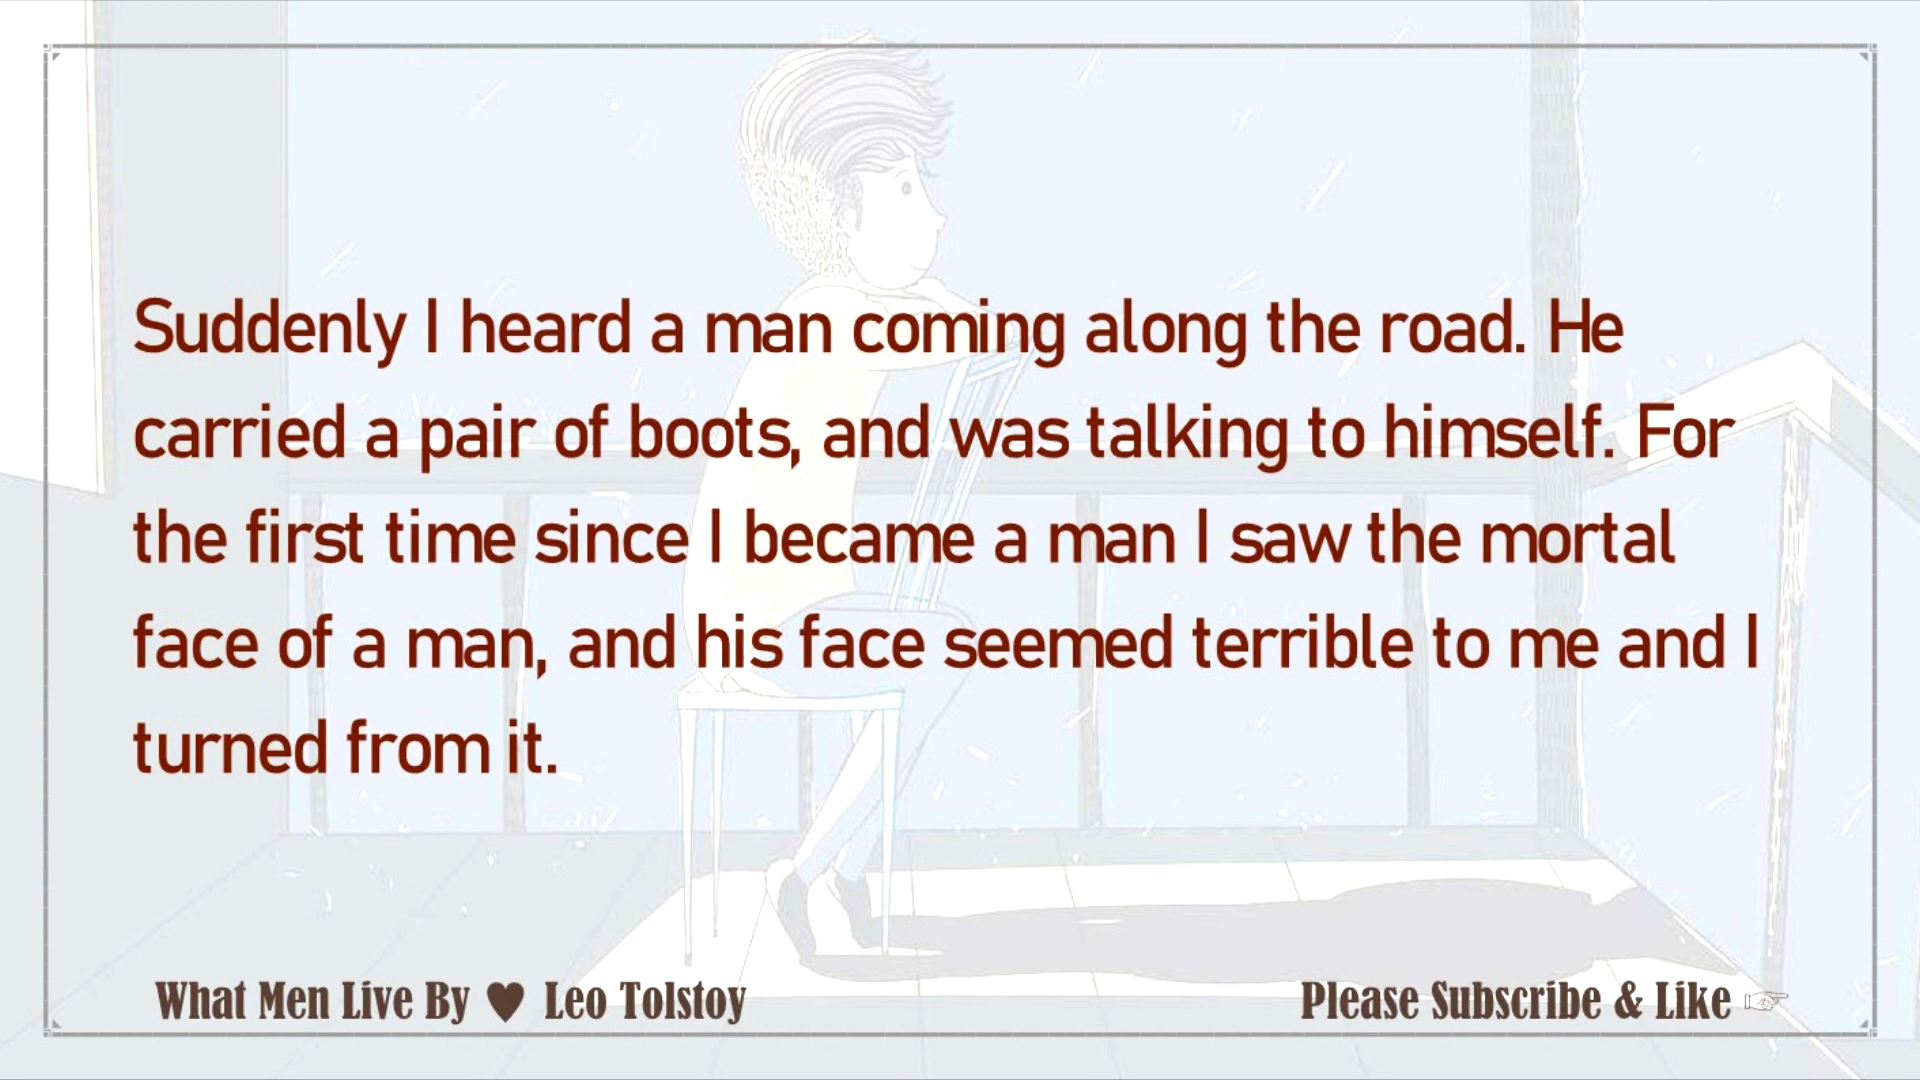 Suddenly I heard a man coming along the road. He
carried a pair of boots, and was talking to himself. For
the first time since I became a man I saw the mortal
face of a man, and his face seemed terrible to me and I
turned from it.
What Men Live By ♥ Leo Tolstoy
Please Subscribe & Like ☞